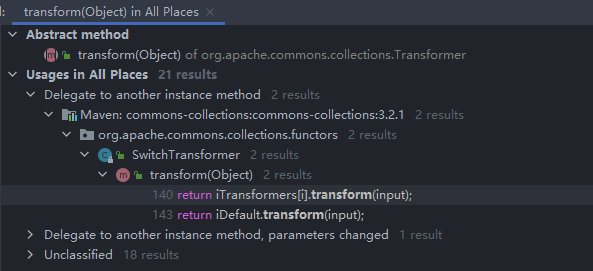 : transform(Object) in All Places ×
Abstract method
transform(Object) of org.apache.commons.collections.Transformer
Usages in All Places 21 results
Delegate to another instance method 2 results
Maven: commons-collections:commons-collections:3.2.1 2 results
org.apache.commons.collections.functors 2 results
SwitchTransformer 2 results
transform(Object) 2 results
140 return iTransformers[i].transform(input);
143 return iDefault.transform(input);
Delegate to another instance method, parameters changed 1 result
Unclassified 18 results